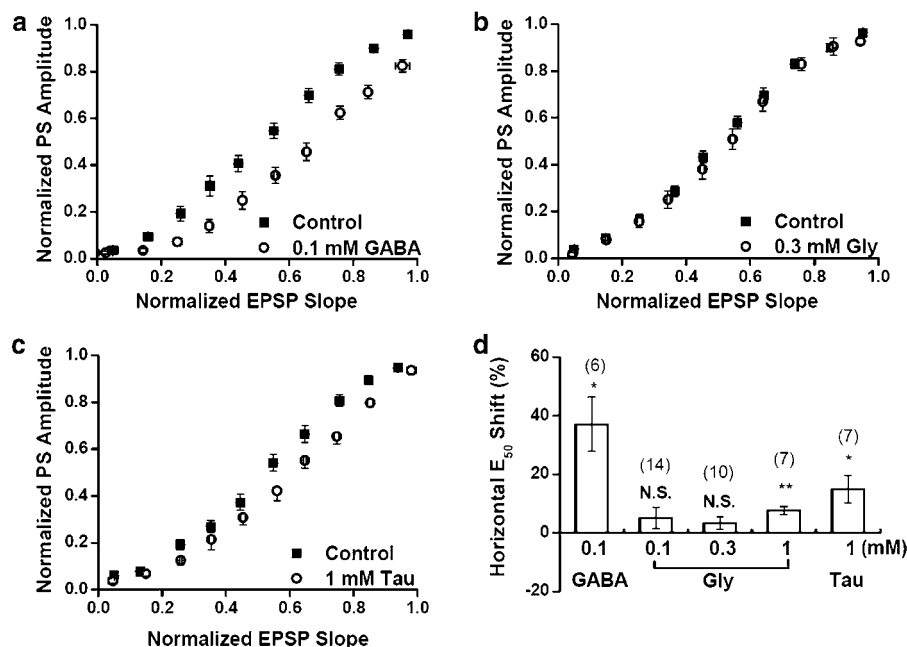 a
Normalized PS Amplitude
1.0
0.8
0.6
0.4
0.2
0.0
Control
0.1 mM GABA
0.0 0.2 0.4 0.6 0.8 1.0
Normalized EPSP Slope
b
Normalized PS Amplitude
1.0
0.8
0.6
0.4
0.2
0.0
Control
0.3 mM Gly
0.0 0.2 0.4 0.6 0.8 1.0
Normalized EPSP Slope
c
Normalized PS Amplitude
1.0
0.8
0.6
0.4
0.2
0.0
Control
1 mM Tau
0.0 0.2 0.4 0.6 0.8 1.0
Normalized EPSP Slope
d
Horizontal E50 Shift (%)
60
40
20
0
-20
(6)
*
(14)
N.S.
(10)
N.S.
(7)
**
(7)
*
0.1 0.1 0.3 1 1 (mM)
GABA Gly Tau